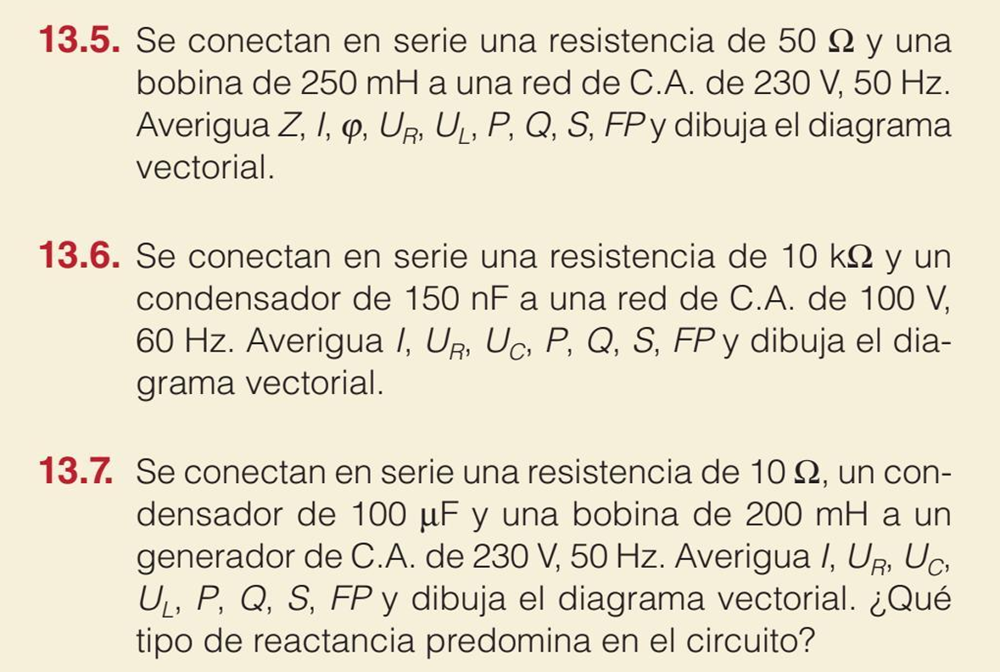 13.5. Se conectan en serie una resistencia de 50 Ω y una
bobina de 250 mH a una red de C.A. de 230 V, 50 Hz.
Averigua Z, I, φ, U_R, U_L, P, Q, S, FP y dibuja el diagrama
vectorial.
13.6. Se conectan en serie una resistencia de 10 kΩ y un
condensador de 150 nF a una red de C.A. de 100 V,
60 Hz. Averigua I, U_R, U_C, P, Q, S, FP y dibuja el dia-
grama vectorial.
13.7. Se conectan en serie una resistencia de 10 Ω, un con-
densador de 100 µF y una bobina de 200 mH a un
generador de C.A. de 230 V, 50 Hz. Averigua I, U_R, U_C,
U_L, P, Q, S, FP y dibuja el diagrama vectorial. ¿Qué
tipo de reactancia predomina en el circuito?